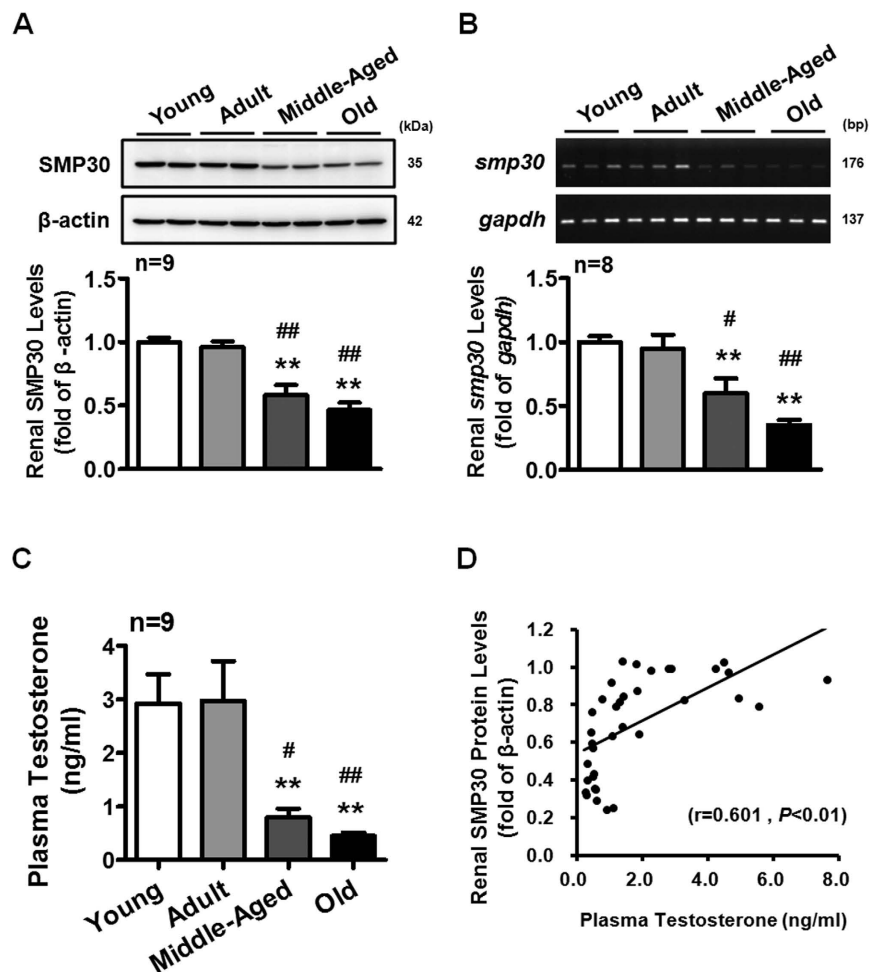 A
Young Adult Middle-Aged Old
(kDa)
SMP30 35
β-actin 42
n=9
Renal SMP30 Levels
(fold of β -actin)
1.5
1.0
0.5
0.0
##
**
##
**
B
Young Adult Middle-Aged Old
(bp)
smp30 176
gapdh 137
n=8
Renal smp30 Levels
(fold of gapdh)
1.5
1.0
0.5
0.0
#
**
##
**
C
n=9
Plasma Testosterone
(ng/ml)
4
3
2
1
0
#
**
##
**
Young Adult Middle-Aged Old
D
Renal SMP30 Protein Levels
(fold of β-actin)
1.2
1.0
0.8
0.6
0.4
0.2
0.0
(r=0.601 , P<0.01)
0.0 2.0 4.0 6.0 8.0
Plasma Testosterone (ng/ml)